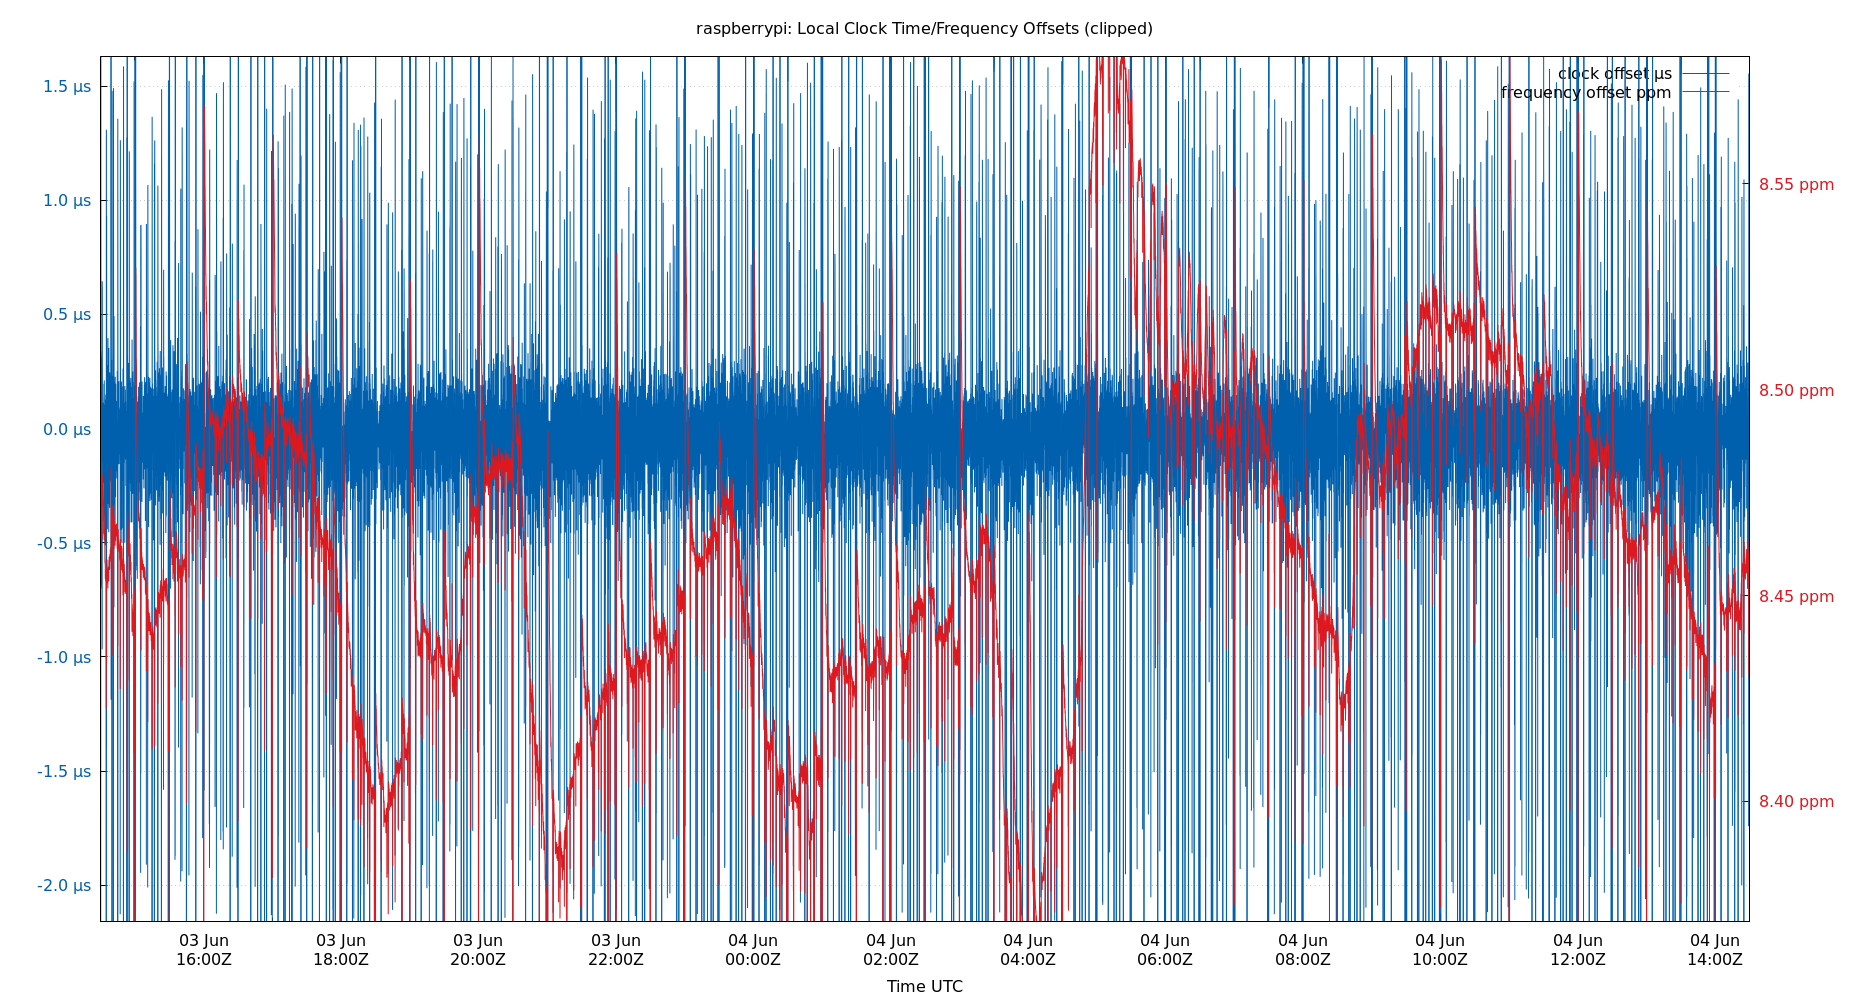 raspberrypi: Local Clock Time/Frequency Offsets (clipped)
clock offset µs
frequency offset ppm
1.5 µs
1.0 µs
0.5 µs
0.0 µs
-0.5 µs
-1.0 µs
-1.5 µs
-2.0 µs
8.55 ppm
8.50 ppm
8.45 ppm
8.40 ppm
03 Jun 03 Jun 03 Jun 03 Jun 04 Jun 04 Jun 04 Jun 04 Jun 04 Jun 04 Jun 04 Jun 04 Jun
16:00Z 18:00Z 20:00Z 22:00Z 00:00Z 02:00Z 04:00Z 06:00Z 08:00Z 10:00Z 12:00Z 14:00Z
Time UTC